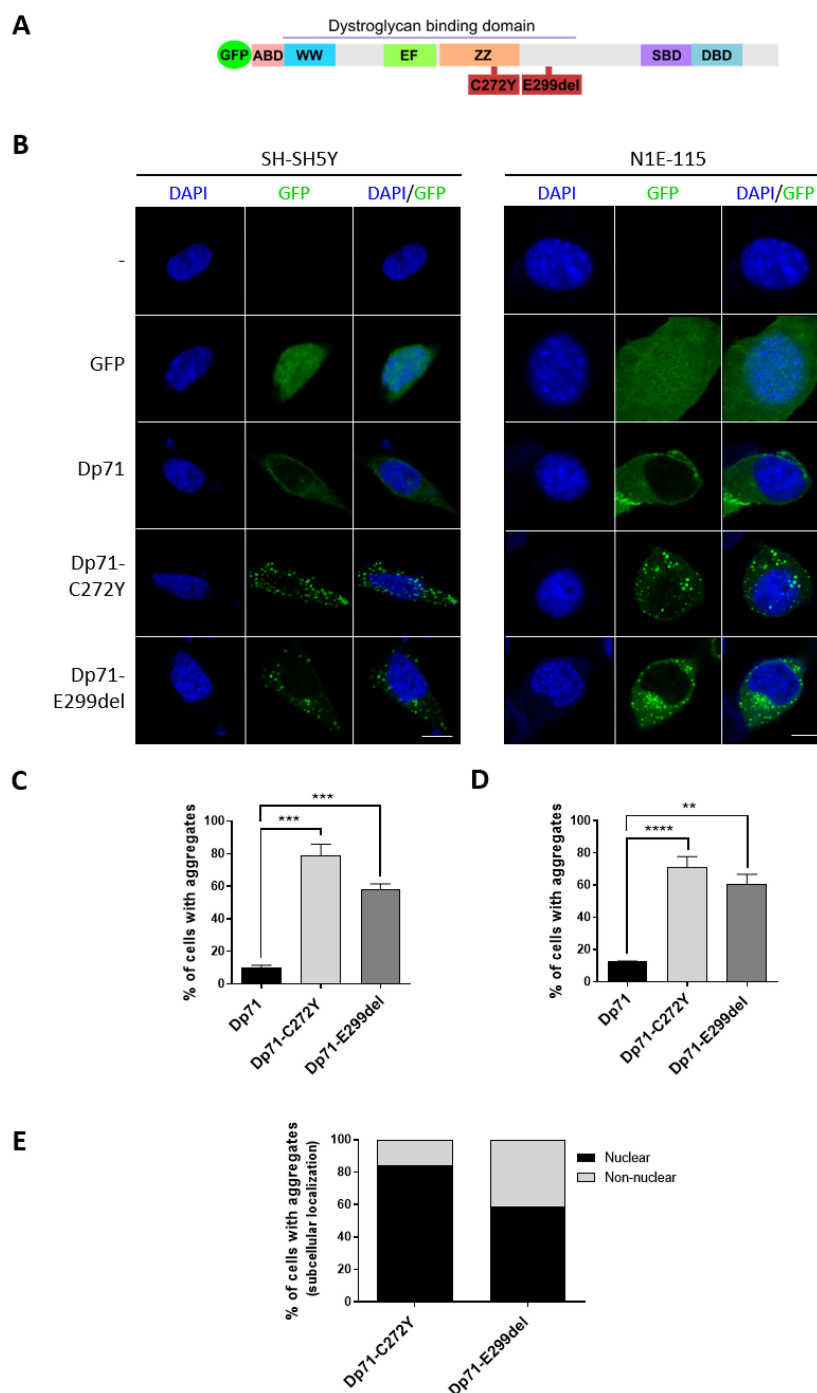 A
Dystroglycan binding domain
GFP ABD WW EF ZZ SBD DBD
C272Y E299del
B
SH-SH5Y N1E-115
DAPI GFP DAPI/GFP DAPI GFP DAPI/GFP
-
GFP
Dp71
Dp71-
C272Y
Dp71-
E299del
C
% of cells with aggregates
100
80
60
40
20
0
***
***
Dp71
Dp71-C272Y
Dp71-E299del
D
% of cells with aggregates
100
80
60
40
20
0
**
****
Dp71
Dp71-C272Y
Dp71-E299del
E
% of cells with aggregates
(subcellular localization)
100
80
60
40
20
0
Nuclear
Non-nuclear
Dp71-C272Y
Dp71-E299del